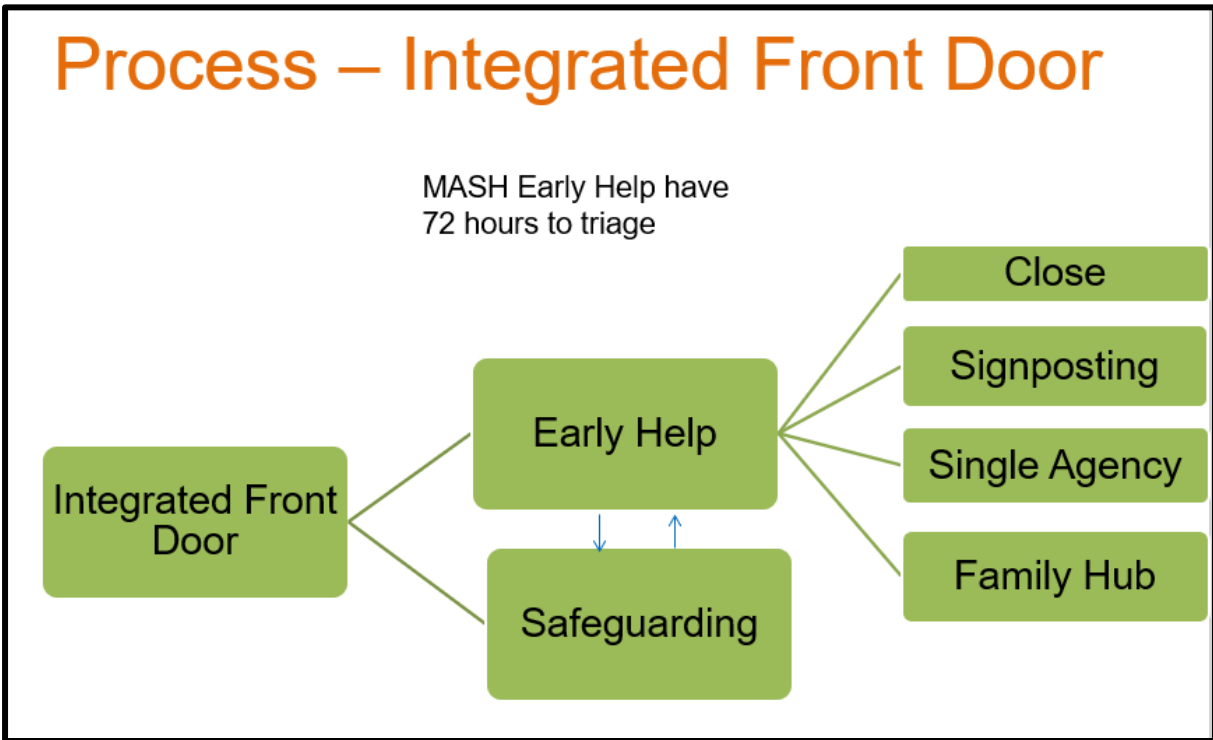 Process – Integrated Front Door
MASH Early Help have
72 hours to triage
Integrated Front
Door
Early Help
Safeguarding
Close
Signposting
Single Agency
Family Hub